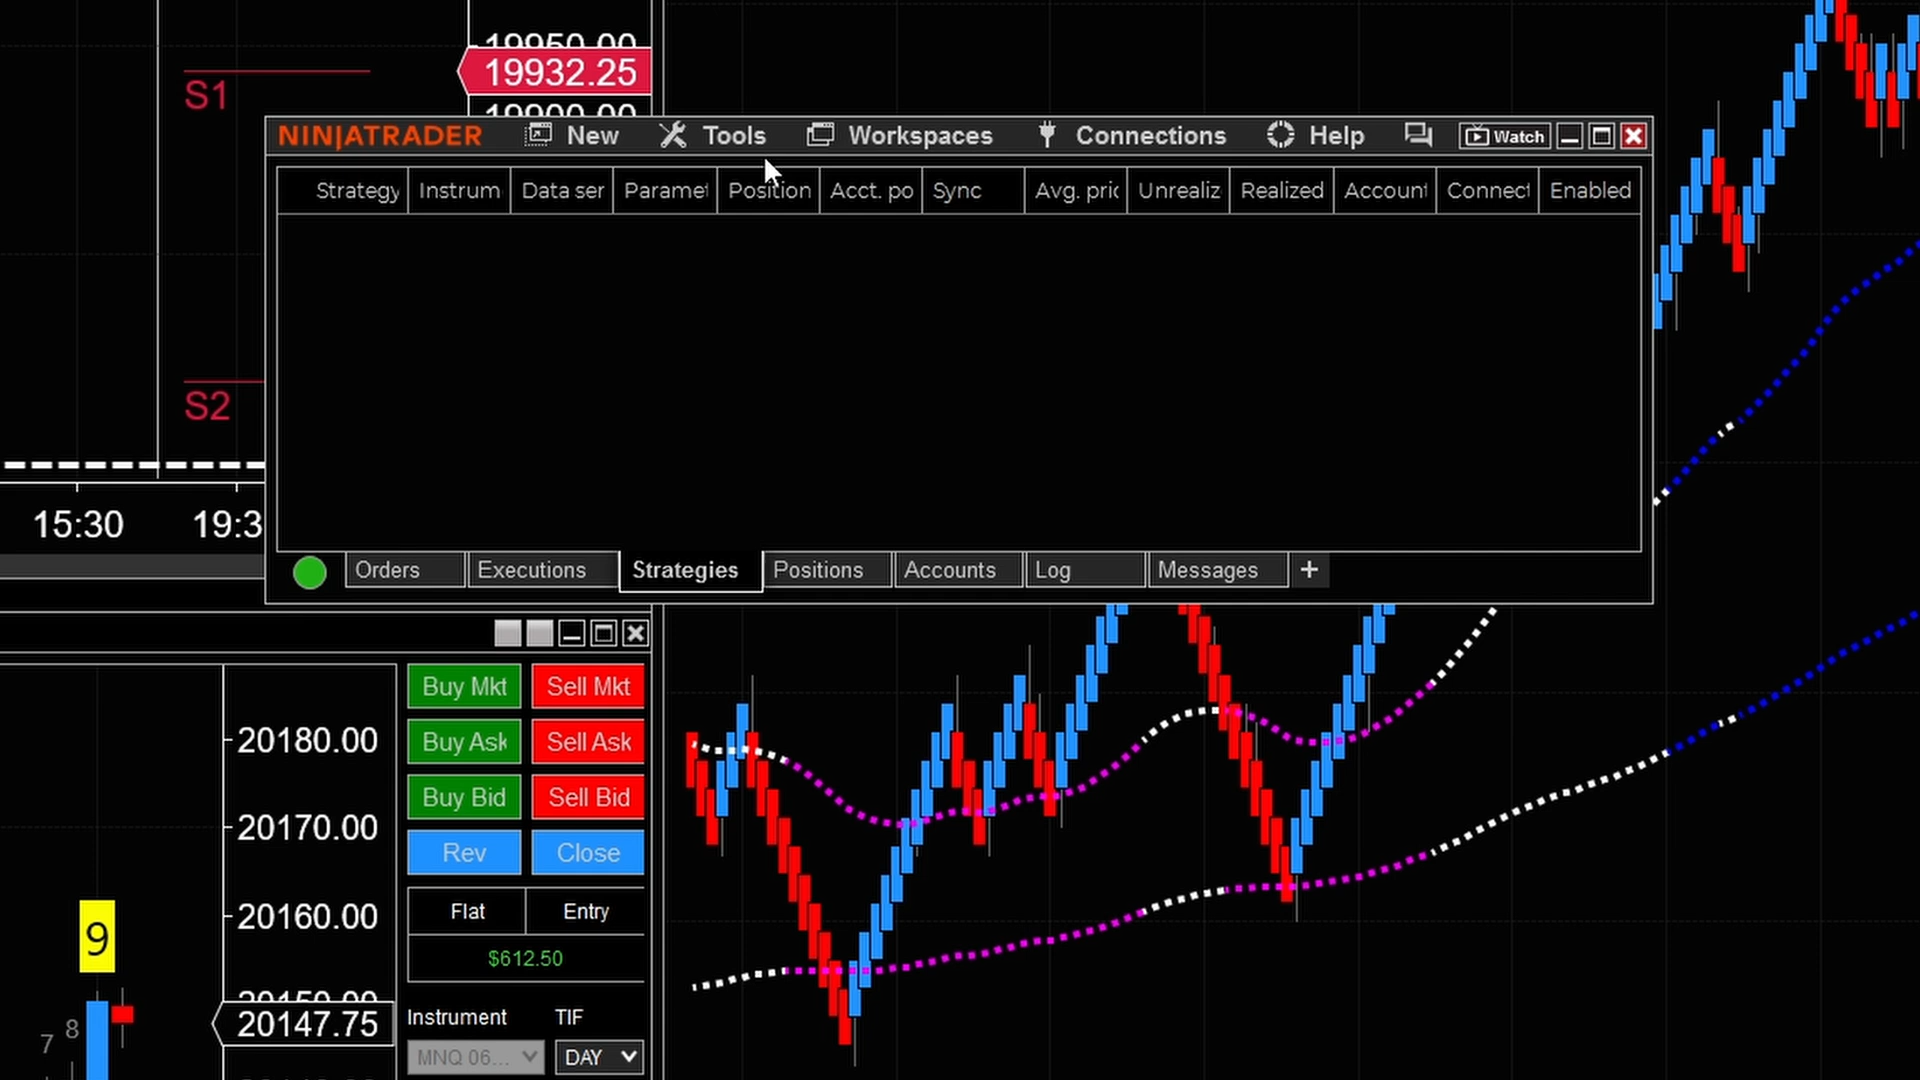 19950.00
19932.25
19900.00
S1
NINJATRADER New Tools Workspaces Connections Help Watch
Strategy Instrum Data ser Paramet Position Acct. po Sync Avg. pric Unrealiz Realized Account Connect Enabled
S2
15:30 19:3
Orders Executions Strategies Positions Accounts Log Messages +
Buy Mkt Sell Mkt
Buy Ask Sell Ask
Buy Bid Sell Bid
Rev Close
Flat Entry
$612.50
Instrument TIF
MNQ 06... DAY
20180.00
20170.00
20160.00
20150.00
20147.75
9
7 8